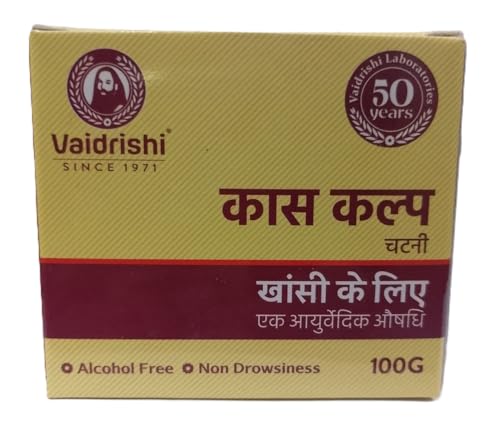 Vaidrishi®
SINCE 1971
Vaidrishi Laboratories
50
years
कास कल्प
चटनी
खांसी के लिए
एक आयुर्वेदिक औषधि
Alcohol Free Non Drowsiness
100G